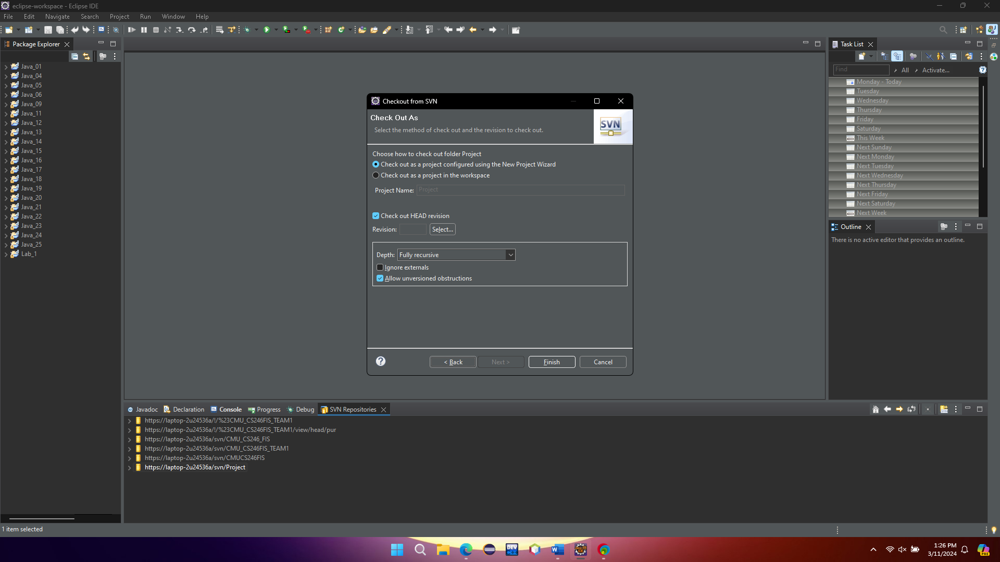 eclipse-workspace - Eclipse IDE
File Edit Navigate Search Project Run Window Help
Package Explorer
Java_01
Java_04
Java_05
Java_06
Java_09
Java_11
Java_12
Java_13
Java_14
Java_15
Java_16
Java_17
Java_18
Java_19
Java_20
Java_21
Java_22
Java_23
Java_24
Java_25
Lab_1
Checkout from SVN
Check Out As
Select the method of check out and the revision to check out.
SVN
Choose how to check out folder Project
Check out as a project configured using the New Project Wizard
Check out as a project in the workspace
Project Name: Project
Check out HEAD revision
Revision: Select...
Depth: Fully recursive
Ignore externals
Allow unversioned obstructions
< Back Next > Finish Cancel
Task List
Find All Activate...
Monday - Today
Tuesday
Wednesday
Thursday
Friday
Saturday
This Week
Next Sunday
Next Monday
Next Tuesday
Next Wednesday
Next Thursday
Next Friday
Next Saturday
Next Week
Outline
There is no active editor that provides an outline.
Javadoc Declaration Console Progress Debug SVN Repositories
https://laptop-2u24536a/!/%23CMU_CS246FIS_TEAM1
https://laptop-2u24536a/!/%23CMU_CS246FIS_TEAM1/view/head/pur
https://laptop-2u24536a/svn/CMU_CS246_FIS
https://laptop-2u24536a/svn/CMU_CS246FIS_TEAM1
https://laptop-2u24536a/svn/CMUCS246FIS
https://laptop-2u24536a/svn/Project
1 item selected
DEV
1:26 PM
3/11/2024
PRE